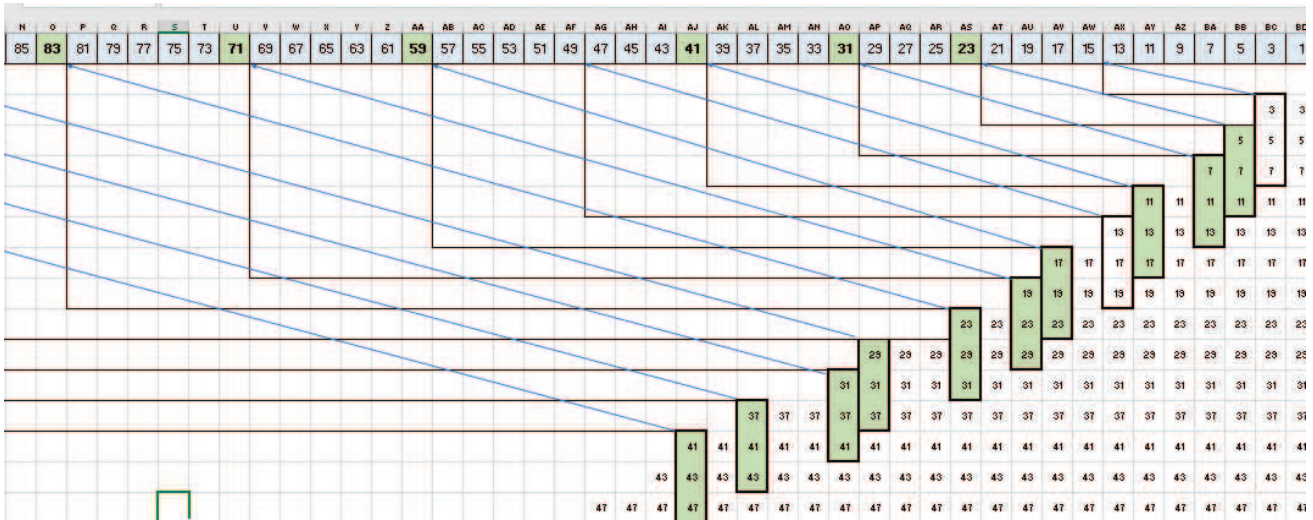 N O P Q R S T U V W X Y Z AA AB AC AD AE AF AG AH AI AJ AK AL AM AN AO AP AQ AR AS AT AU AV AW AX AY AZ BA BB BC BD
85 83 81 79 77 75 73 71 69 67 65 63 61 59 57 55 53 51 49 47 45 43 41 39 37 35 33 31 29 27 25 23 21 19 17 15 13 11 9 7 5 3 1
3 3
5 5 5
7 7 7 7
11 11 11 11 11 11
13 13 13 13 13 13 13
17 17 17 17 17 17 17 17 17
19 19 19 19 19 19 19 19 19 19
23 23 23 23 23 23 23 23 23 23 23 23
29 29 29 29 29 29 29 29 29 29 29 29 29 29 29
31 31 31 31 31 31 31 31 31 31 31 31 31 31 31 31
37 37 37 37 37 37 37 37 37 37 37 37 37 37 37 37 37 37 37
41 41 41 41 41 41 41 41 41 41 41 41 41 41 41 41 41 41 41 41 41
43 43 43 43 43 43 43 43 43 43 43 43 43 43 43 43 43 43 43 43 43 43
47 47 47 47 47 47 47 47 47 47 47 47 47 47 47 47 47 47 47 47 47 47 47 47